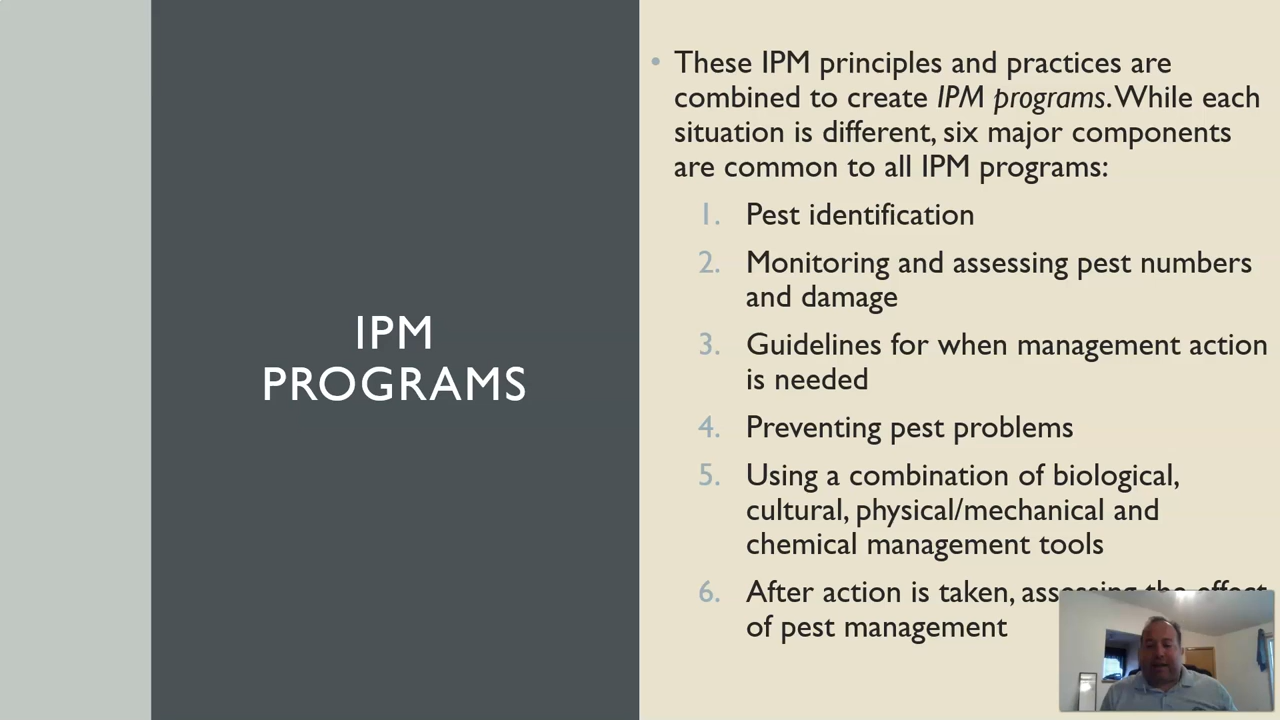 IPM
PROGRAMS
• These IPM principles and practices are
combined to create IPM programs. While each
situation is different, six major components
are common to all IPM programs:
1. Pest identification
2. Monitoring and assessing pest numbers
and damage
3. Guidelines for when management action
is needed
4. Preventing pest problems
5. Using a combination of biological,
cultural, physical/mechanical and
chemical management tools
6. After action is taken, assessing the effect
of pest management